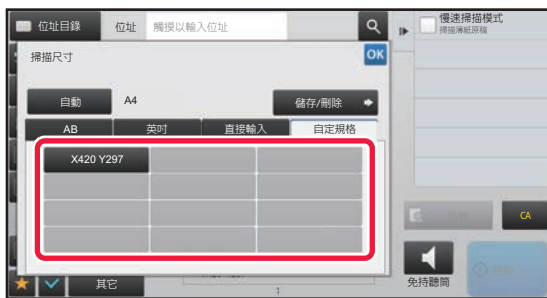 位址目錄 位址 觸摸以輸入位址
慢速掃描模式
掃描薄紙原稿
掃描尺寸 OK
自動 A4 儲存/刪除
AB 英吋 直接輸入 自定規格
X420 Y297
CA
其它
免持聽筒